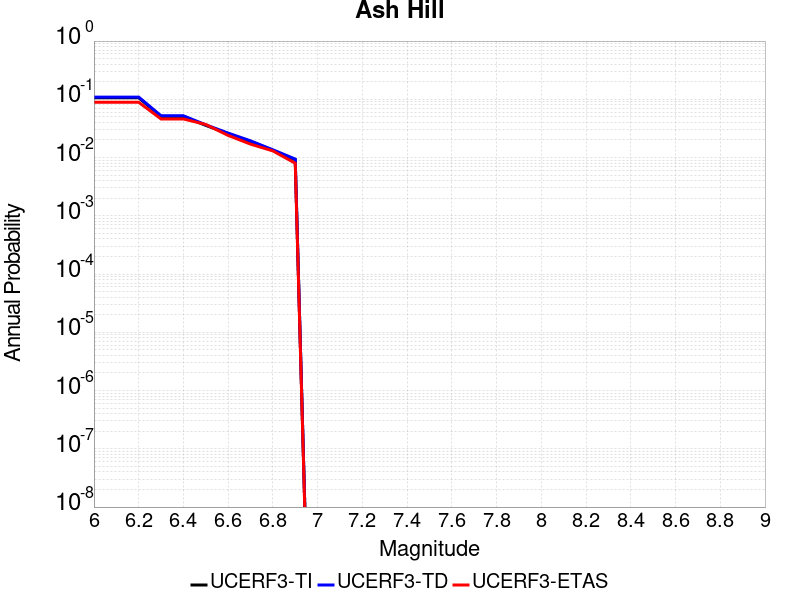 Ash Hill
10^0
10^-1
10^-2
10^-3
10^-4
10^-5
10^-6
10^-7
10^-8
Annual Probability
6 6.2 6.4 6.6 6.8 7 7.2 7.4 7.6 7.8 8 8.2 8.4 8.6 8.8 9
Magnitude
UCERF3-TI UCERF3-TD UCERF3-ETAS